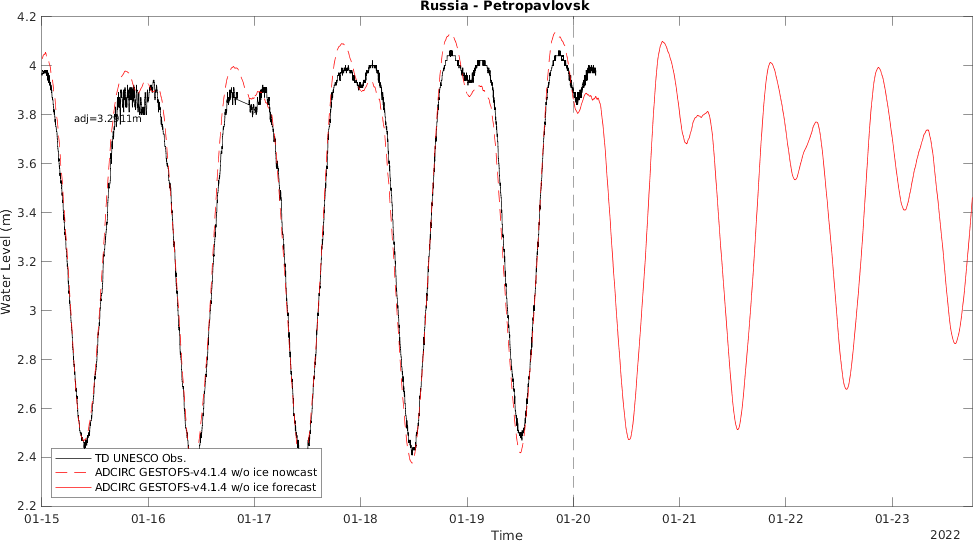 Russia - Petropavlovsk
4.2
4
3.8
3.6
3.4
3.2
3
2.8
2.6
2.4
2.2
Water Level (m)
adj=3.2911m
TD UNESCO Obs.
ADCIRC GESTOFS-v4.1.4 w/o ice nowcast
ADCIRC GESTOFS-v4.1.4 w/o ice forecast
01-15 01-16 01-17 01-18 01-19 01-20 01-21 01-22 01-23
Time
2022